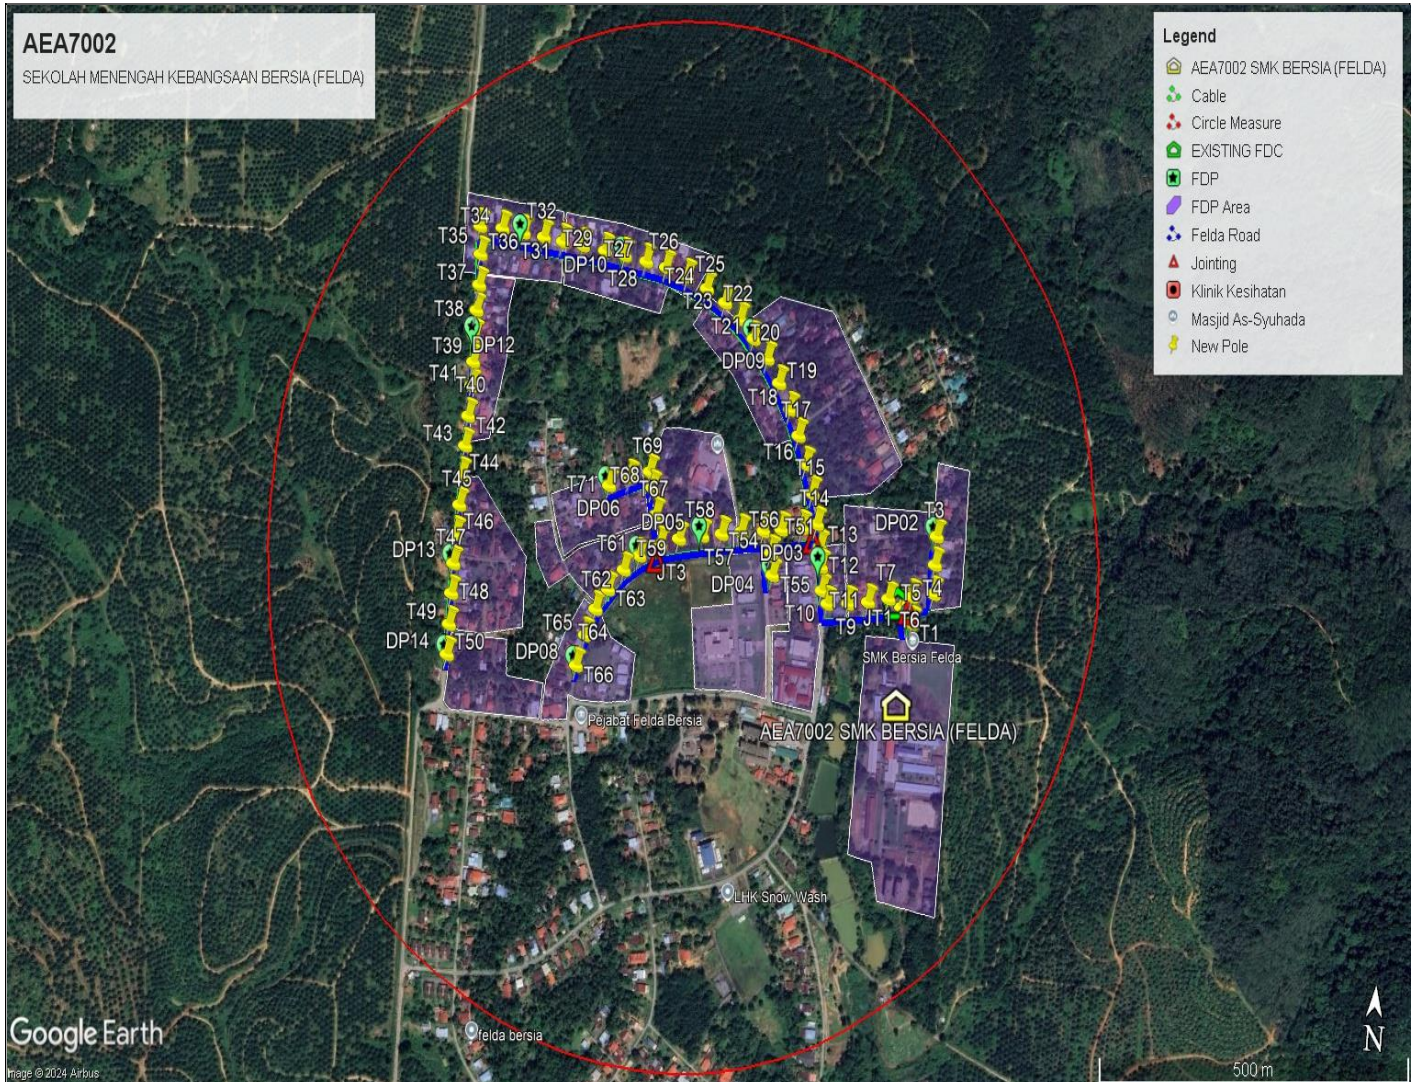 AEA7002
SEKOLAH MENENGAH KEBANGSAAN BERSIA (FELDA)
Legend
AEA7002 SMK BERSIA (FELDA)
Cable
Circle Measure
EXISTING FDC
FDP
FDP Area
Felda Road
Jointing
Klinik Kesihatan
Masjid As-Syuhada
New Pole
T34
T32
T35
T36
T31
T29
T27
T26
DP10
T28
T24
T25
T37
T23
T22
T38
T21
T20
T39
DP12
DP09
T41
T40
T19
T18
T17
T43
T42
T16
T44
T69
T15
T45
T71
T68
T67
T14
DP06
T46
DP05
T58
T56
T51
T13
DP02
T3
T47
T61
T59
T54
DP13
T57
DP03
T12
JT3
DP04
T55
T62
T63
T48
T11
T7
T5
T4
T49
T10
T9
JT1
T6
T1
T65
T64
DP14
T50
DP08
T66
SMK Bersia Felda
Pejabat Felda Bersia
AEA7002 SMK BERSIA (FELDA)
LHK Snow Wash
felda bersia
Google Earth
Image © 2024 Airbus
N
500 m